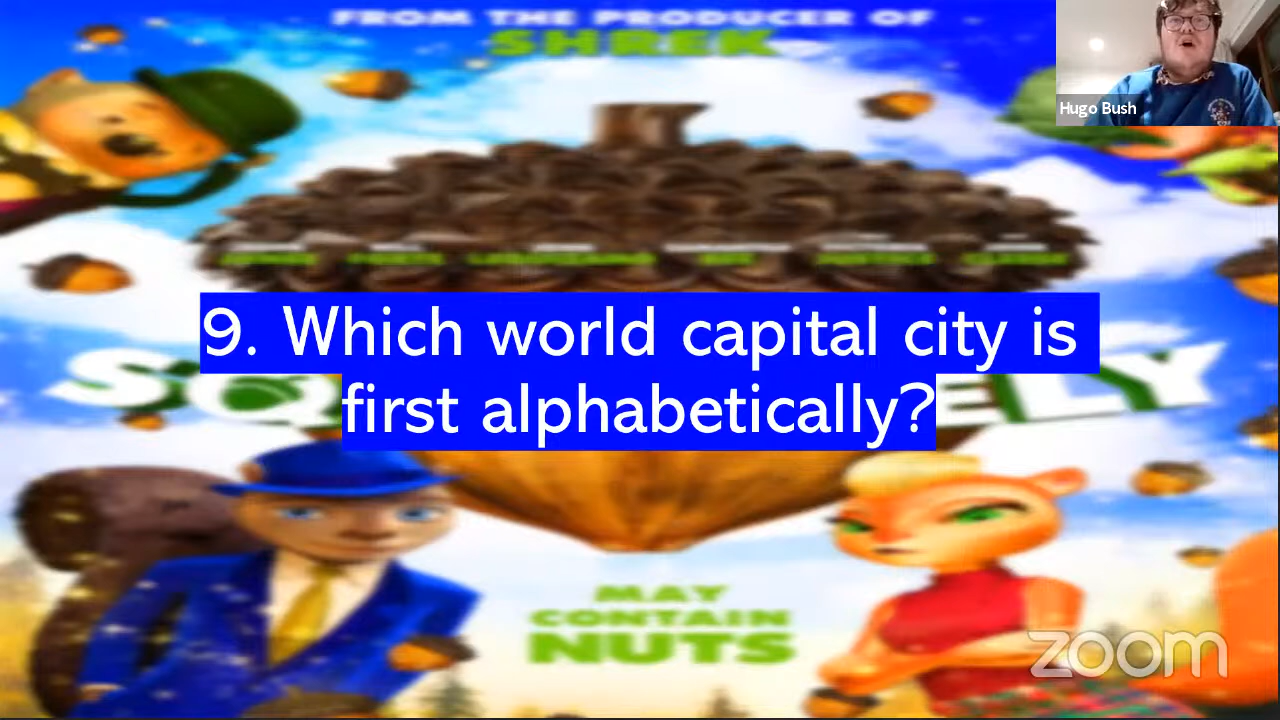 FROM THE PRODUCER OF
SHREK
Hugo Bush
9. Which world capital city is
first alphabetically?
MAY
CONTAIN
NUTS
zoom